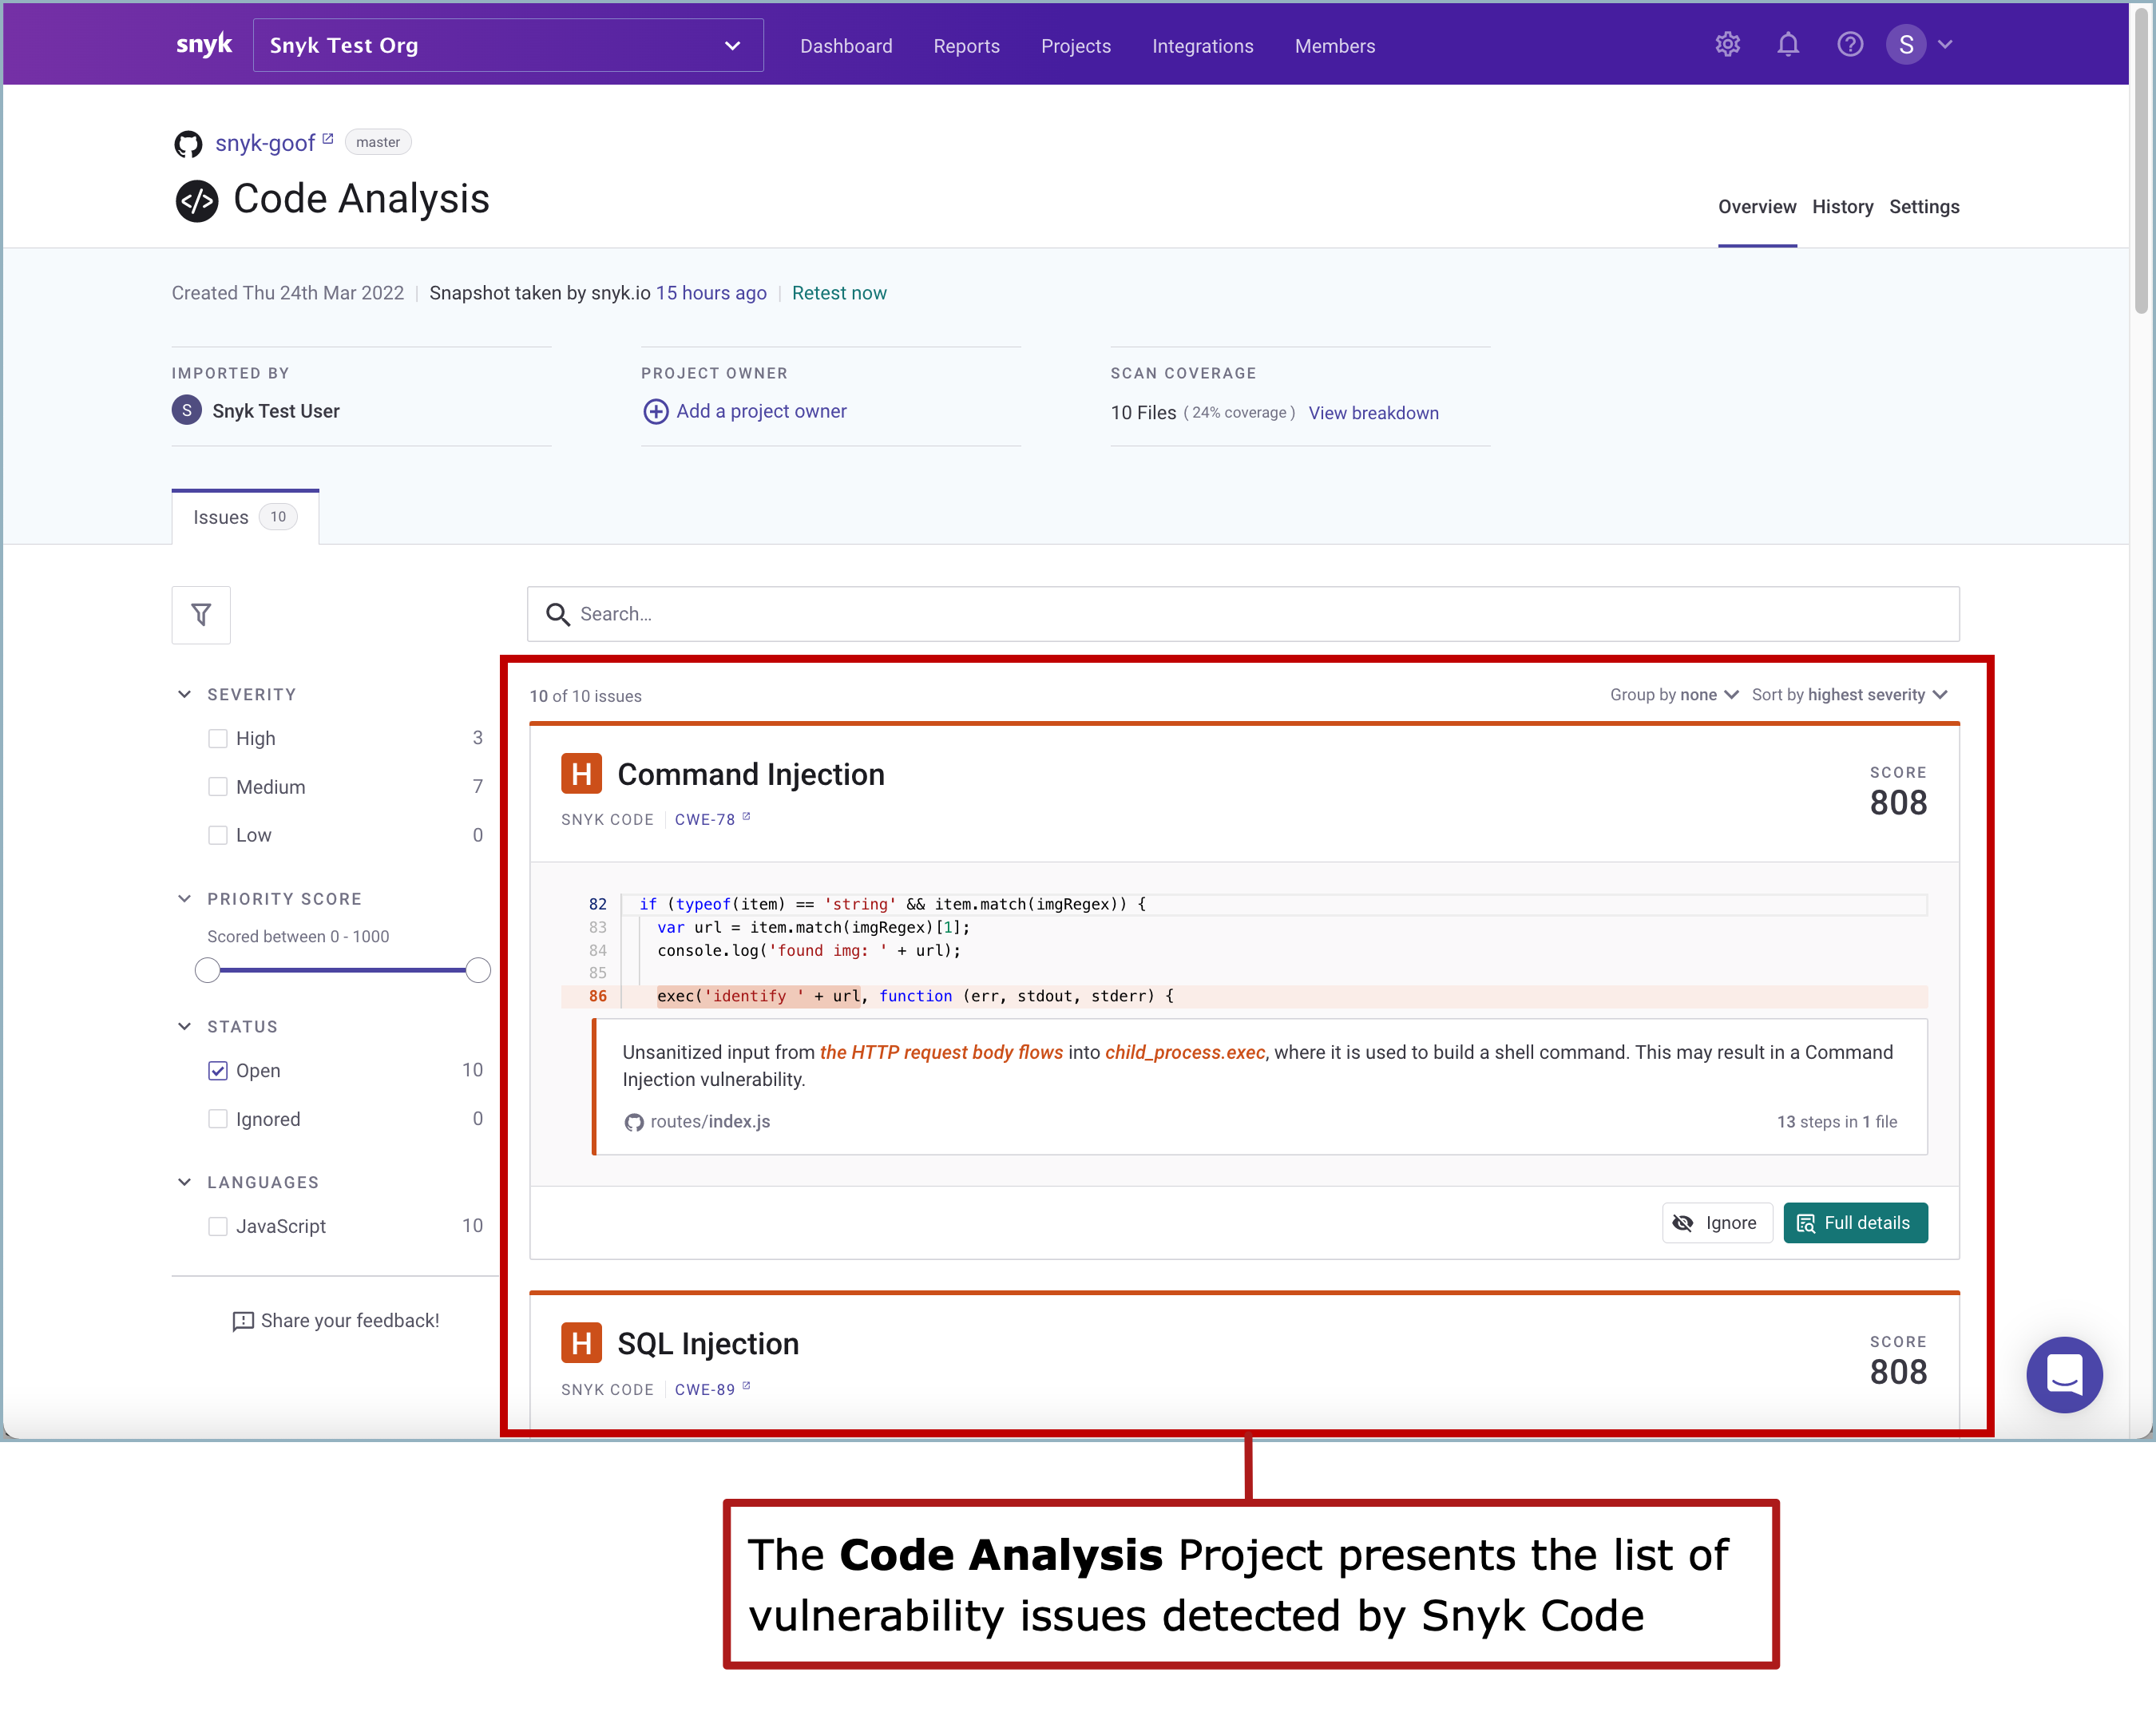 snyk Snyk Test Org Dashboard Reports Projects Integrations Members S
snyk-goof master
Code Analysis
Overview History Settings
Created Thu 24th Mar 2022 | Snapshot taken by snyk.io 15 hours ago | Retest now
IMPORTED BY PROJECT OWNER SCAN COVERAGE
S Snyk Test User Add a project owner 10 Files ( 24% coverage ) View breakdown
Issues 10
Search...
SEVERITY
High 3
Medium 7
Low 0
PRIORITY SCORE
Scored between 0 - 1000
STATUS
Open 10
Ignored 0
LANGUAGES
JavaScript 10
Share your feedback!
10 of 10 issues Group by none Sort by highest severity
H Command Injection
SNYK CODE CWE-78
SCORE
808
82 if (typeof(item) == 'string' && item.match(imgRegex)) {
83 var url = item.match(imgRegex)[1];
84 console.log('found img: ' + url);
85
86 exec('identify ' + url, function (err, stdout, stderr) {
Unsanitized input from the HTTP request body flows into child_process.exec, where it is used to build a shell command. This may result in a Command
Injection vulnerability.
routes/index.js 13 steps in 1 file
Ignore Full details
H SQL Injection
SNYK CODE CWE-89
SCORE
808
The Code Analysis Project presents the list of
vulnerability issues detected by Snyk Code